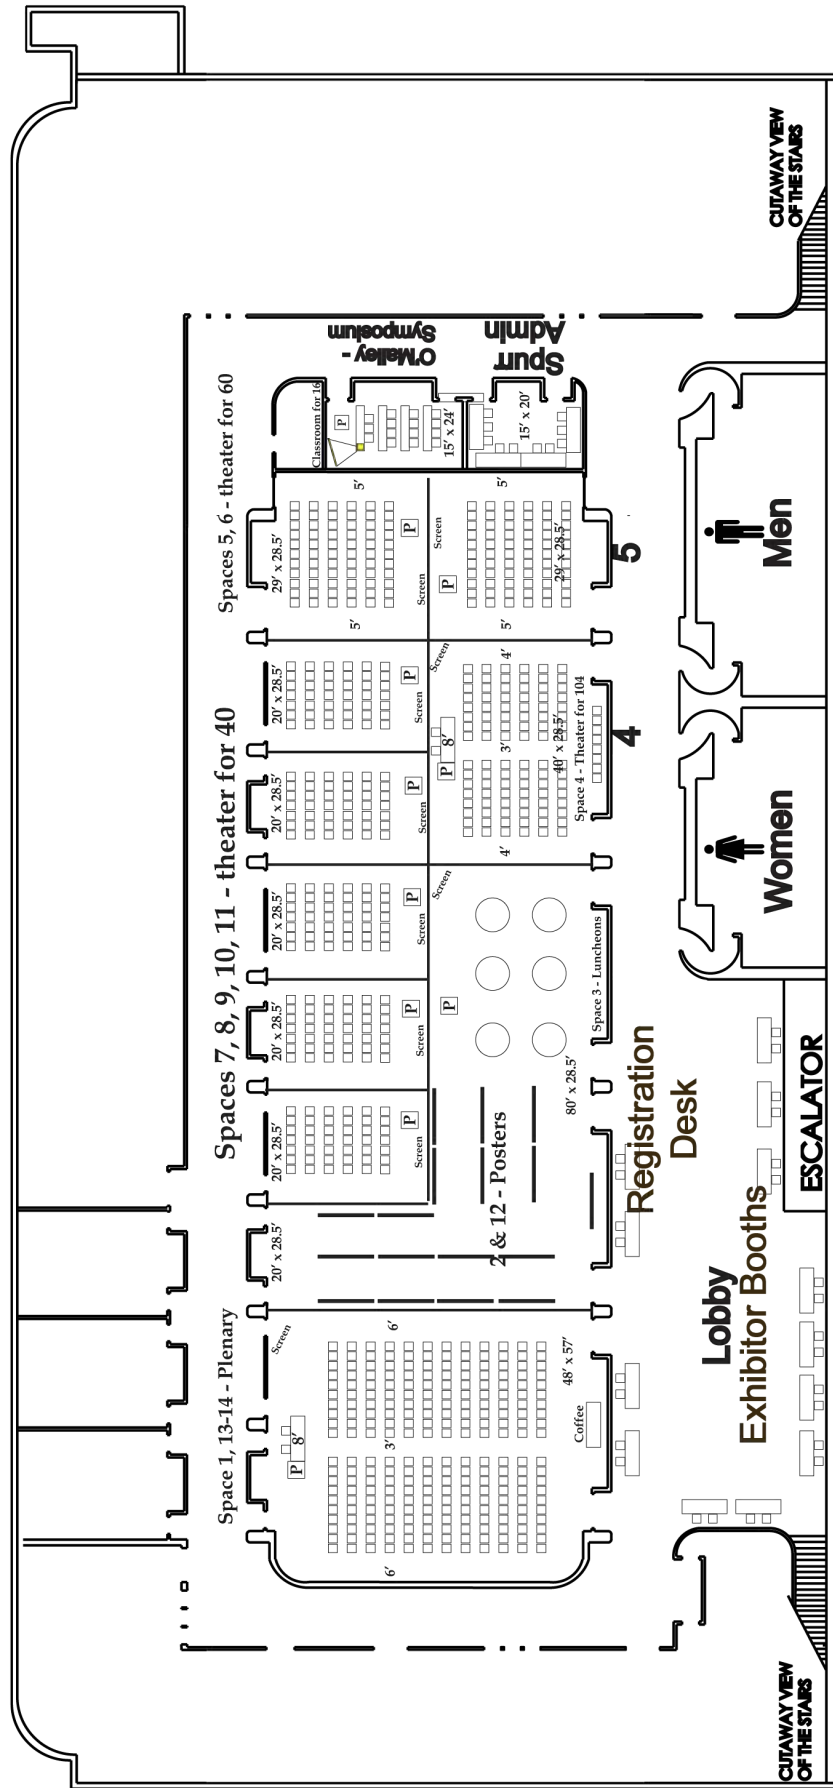 CUTAWAY VIEW
OF THE STAIRS
O'Malley -
Symposium
Spurr
Admin
Classroom for 16
P
15' x 24'
15' x 20'
Spaces 5, 6 - theater for 60
29' x 28.5'
5'
5'
P
Screen
5'
5'
P
Screen
29' x 28.5'
5
Men
Spaces 7, 8, 9, 10, 11 - theater for 40
20' x 28.5'
P
Screen
20' x 28.5'
P
Screen
20' x 28.5'
P
Screen
20' x 28.5'
P
Screen
20' x 28.5'
P
Screen
Screen
4'
P
8'
3'
40' x 28.5'
4'
Space 4 - Theater for 104
4
Women
Screen
P
Space 3 - Luncheons
80' x 28.5'
2 & 12 - Posters
20' x 28.5'
Registration
Desk
ESCALATOR
Lobby
Exhibitor Booths
Space 1, 13-14 - Plenary
Screen
P
8'
6'
3'
6'
48' x 57'
Coffee
CUTAWAY VIEW
OF THE STAIRS